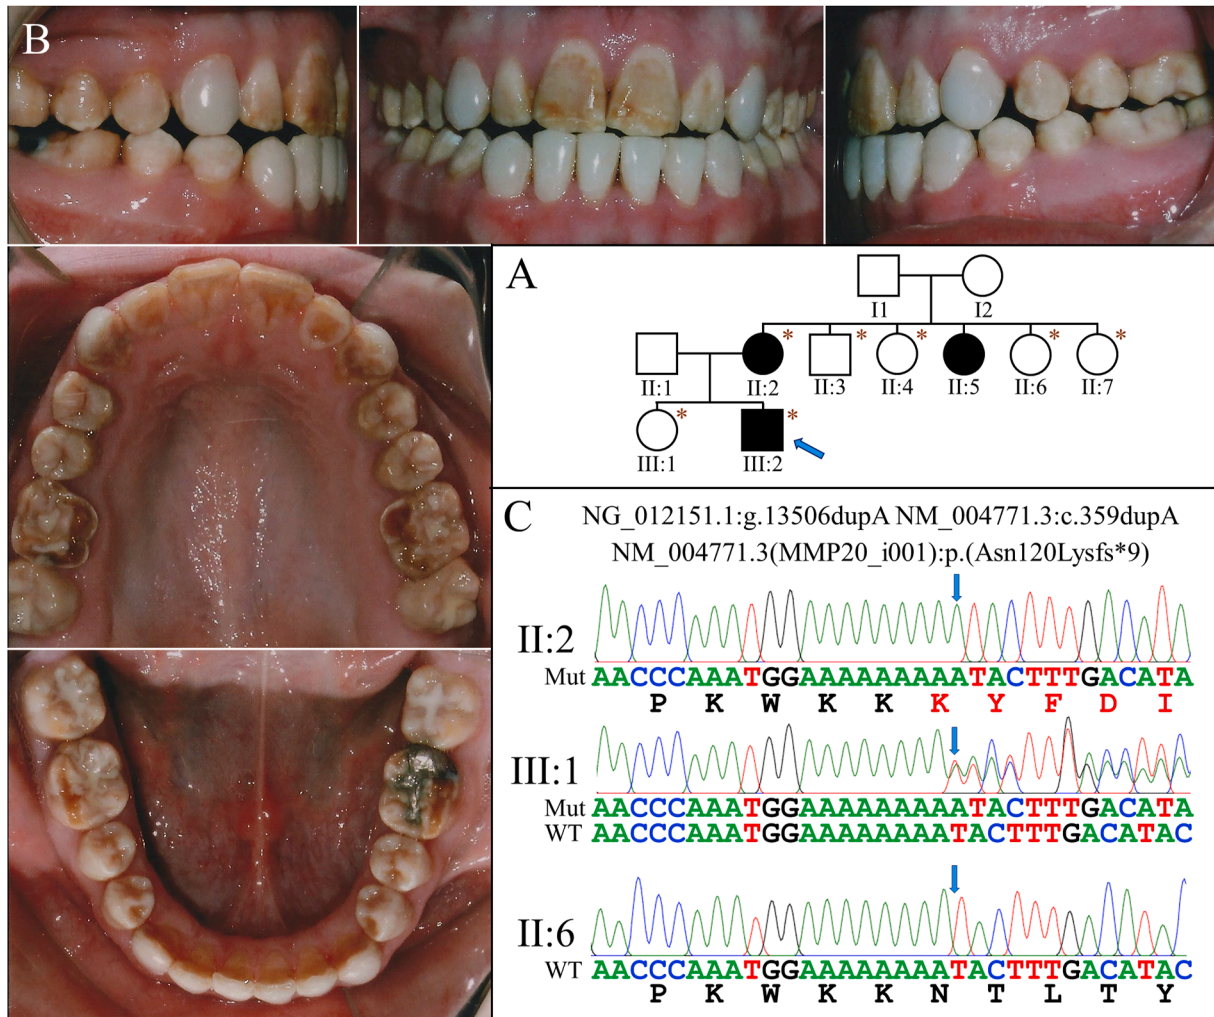 B
A
I1 I2
* * * * *
II:1 II:2 II:3 II:4 II:5 II:6 II:7
* *
III:1 III:2
C
NG_012151.1:g.13506dupA NM_004771.3:c.359dupA
NM_004771.3(MMP20_i001):p.(Asn120Lysfs*9)
II:2
Mut AACCCAAATGGAAAAAAAAATACTTTGACATA
P K W K K K Y F D I
III:1
Mut AACCCAAATGGAAAAAAAAATACTTTGACATA
WT AACCCAAATGGAAAAAAAATACTTTGACATAC
II:6
WT AACCCAAATGGAAAAAAAATACTTTGACATAC
P K W K K N T L T Y